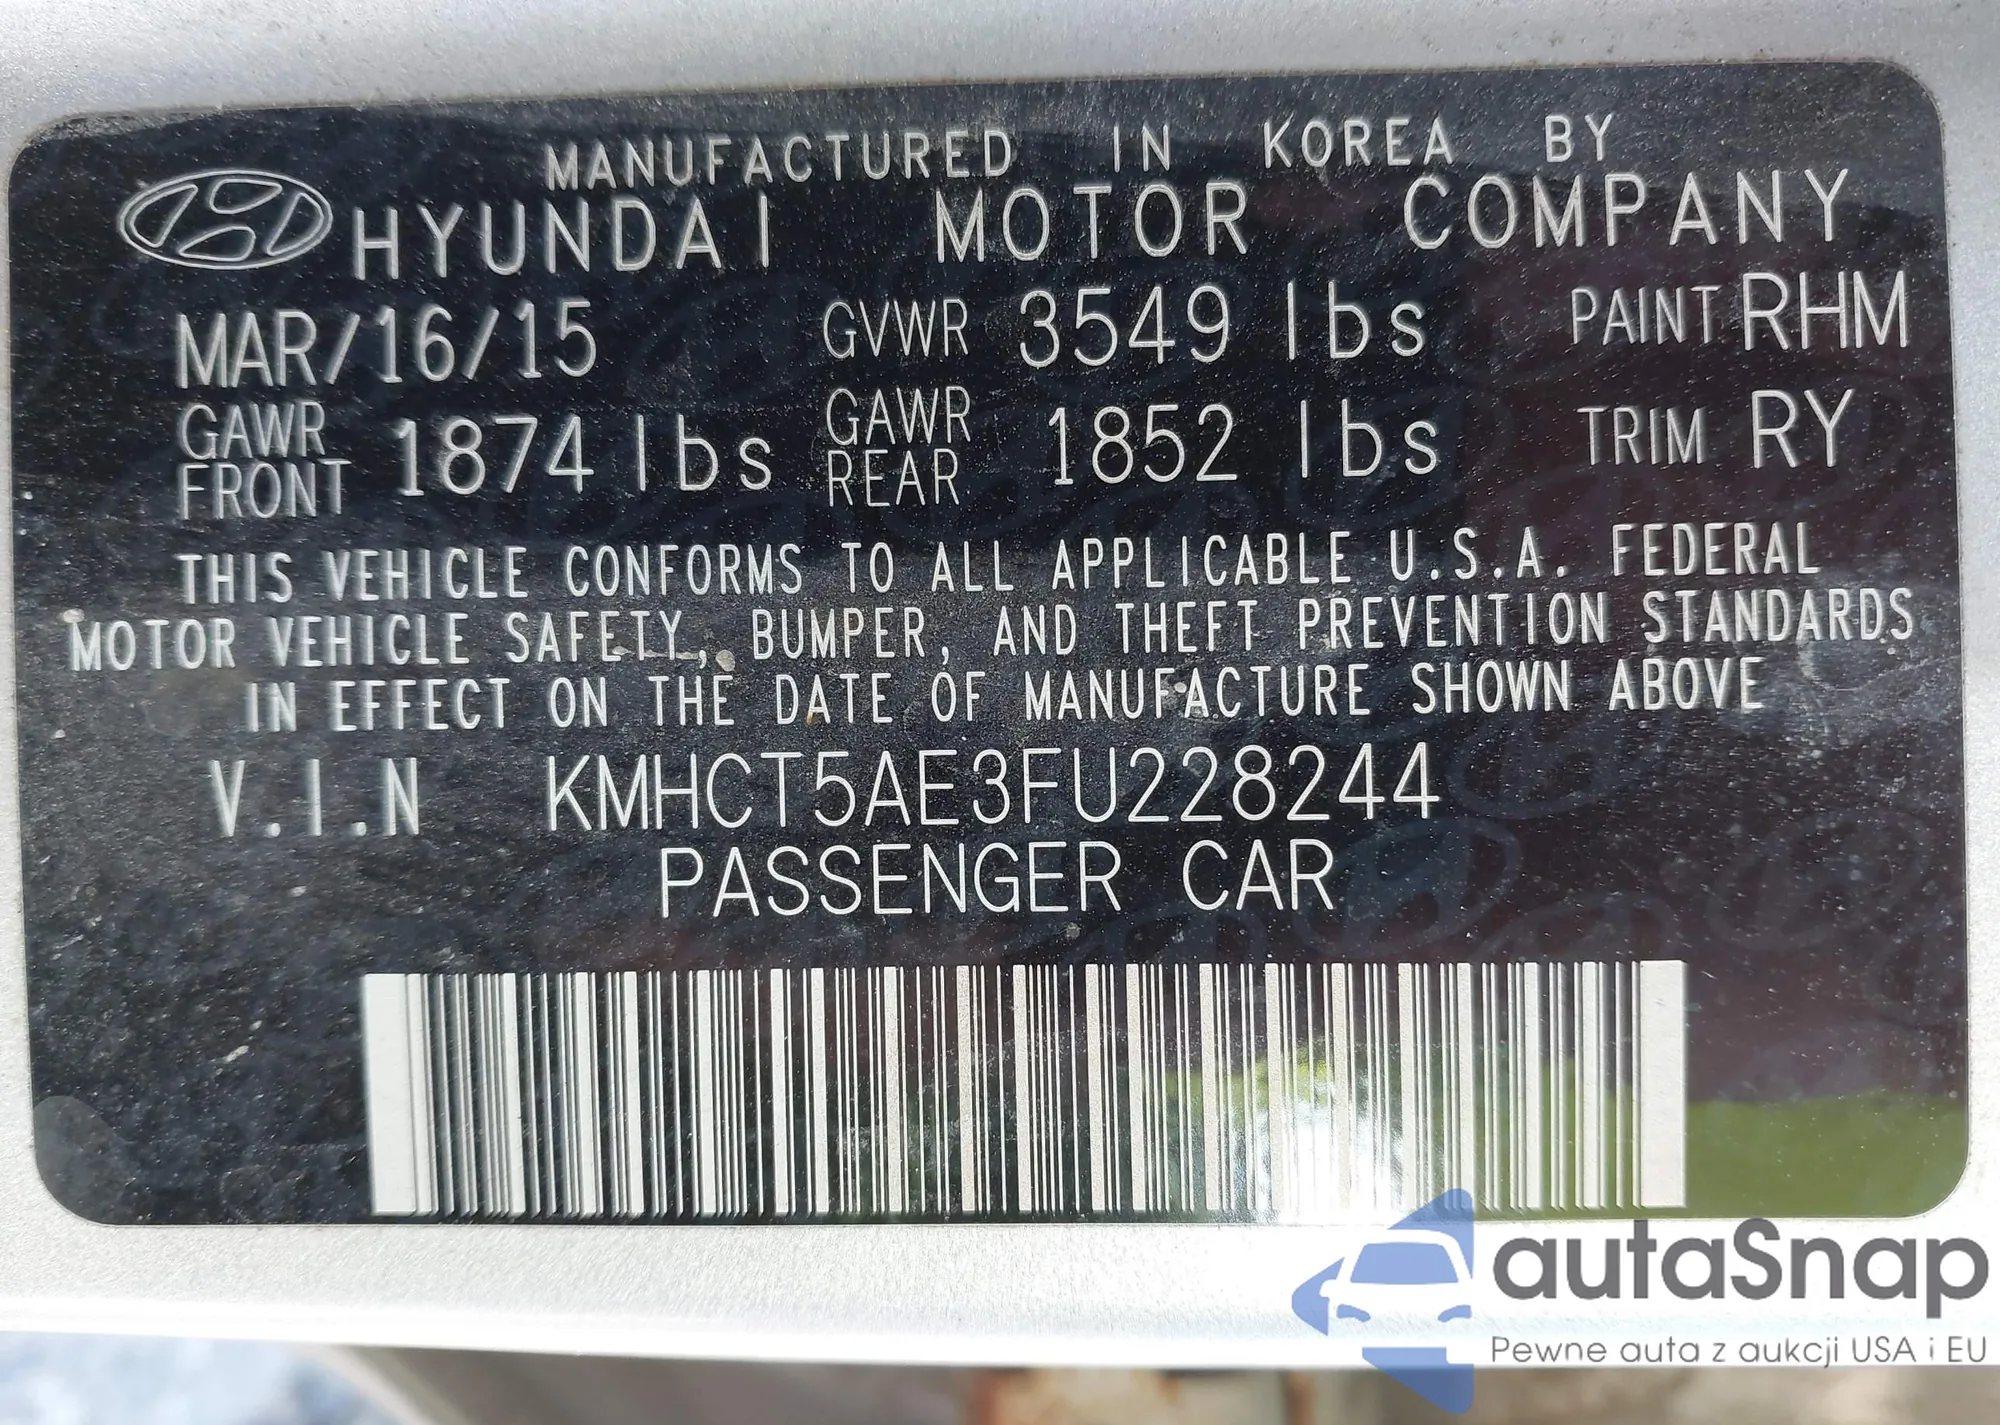 MANUFACTURED IN KOREA BY
HYUNDAI MOTOR COMPANY
MAR/16/15 GVWR 3549 lbs PAINT RHM
GAWR FRONT 1874 lbs GAWR REAR 1852 lbs TRIM RY
THIS VEHICLE CONFORMS TO ALL APPLICABLE U.S.A. FEDERAL
MOTOR VEHICLE SAFETY, BUMPER, AND THEFT PREVENTION STANDARDS
IN EFFECT ON THE DATE OF MANUFACTURE SHOWN ABOVE
V.I.N KMHCT5AE3FU228244
PASSENGER CAR
autaSnap
Pewne auta z aukcji USA i EU